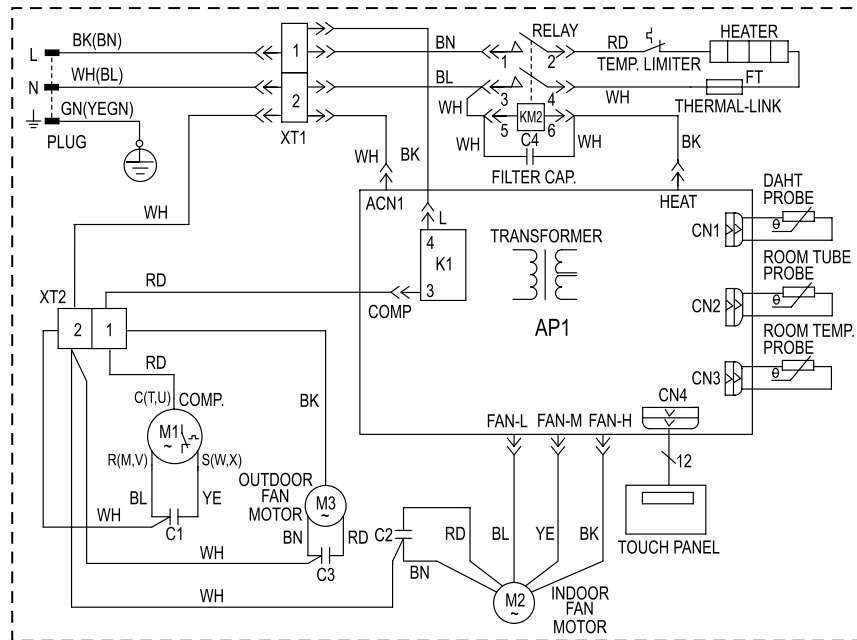 RELAY
HEATER
L
BK(BN)
1
BN
1
2
RD
TEMP. LIMITER
N
WH(BL)
BL
3
4
FT
WH
THERMAL-LINK
GN(YEGN)
2
WH
KM2
5
6
PLUG
XT1
WH
C4
WH
WH
BK
FILTER CAP.
BK
ACN1
HEAT
DAHT
PROBE
WH
L
4
K1
3
TRANSFORMER
CN1
θ
ROOM TUBE
PROBE
XT2
RD
COMP
AP1
CN2
θ
2
1
ROOM TEMP.
PROBE
RD
CN3
θ
C(T,U)
COMP.
BK
CN4
M1
~
FAN-L
FAN-M
FAN-H
R(M,V)
S(W,X)
12
OUTDOOR
FAN
MOTOR
M3
~
BL
YE
WH
C1
BN
RD
C2
RD
BL
YE
BK
TOUCH PANEL
WH
C3
BN
WH
M2
~
INDOOR
FAN
MOTOR